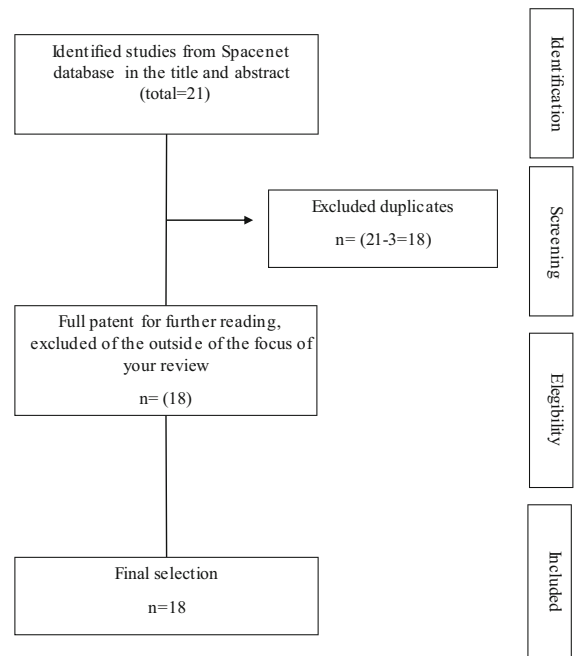 Identified studies from Spacenet
database in the title and abstract
(total=21)
Identification
Excluded duplicates
n= (21-3=18)
Screening
Full patent for further reading,
excluded of the outside of the focus of
your review
n= (18)
Elegibility
Final selection
n=18
Included